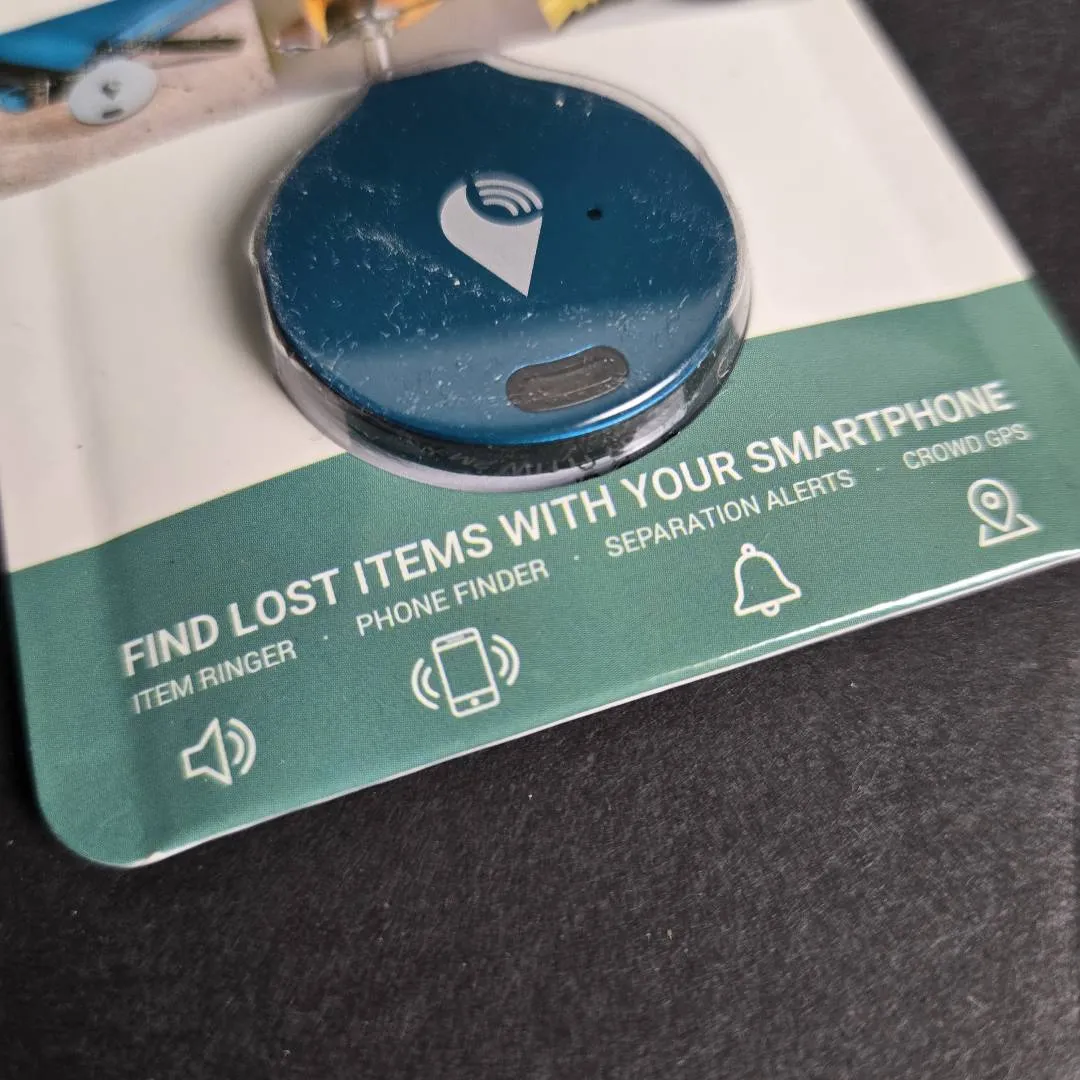 FIND LOST ITEMS WITH YOUR SMARTPHONE
ITEM RINGER · PHONE FINDER · SEPARATION ALERTS · CROWD GPS